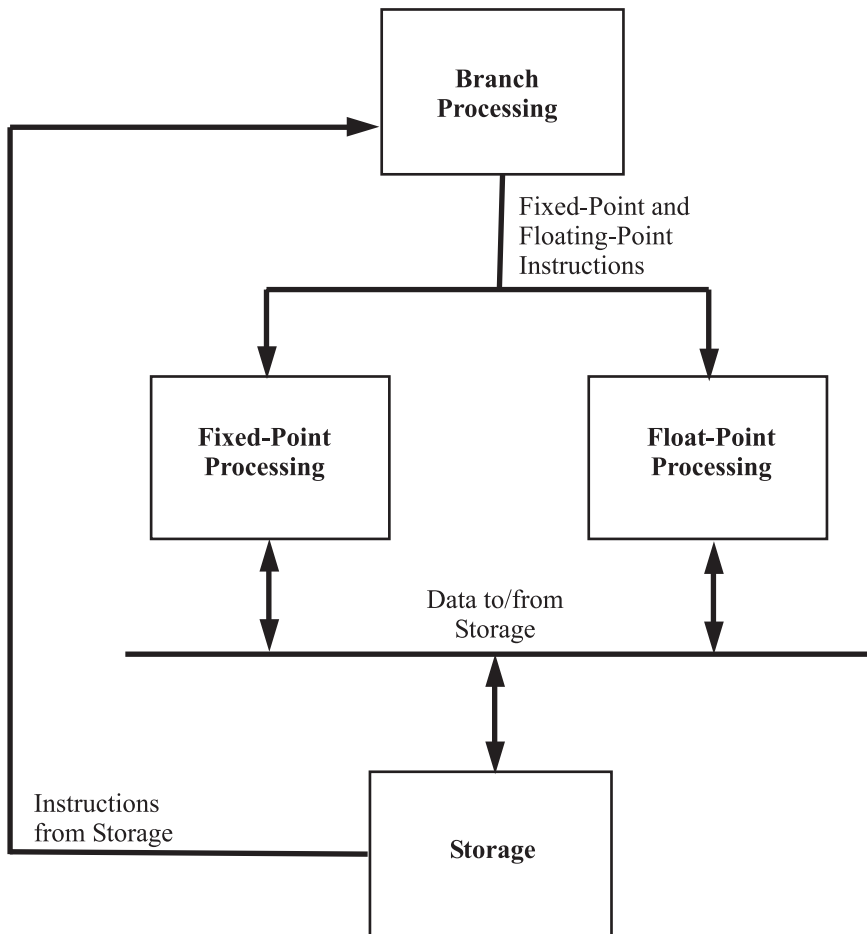 Branch
Processing
Fixed-Point and
Floating-Point
Instructions
Fixed-Point
Processing
Float-Point
Processing
Data to/from
Storage
Instructions
from Storage
Storage